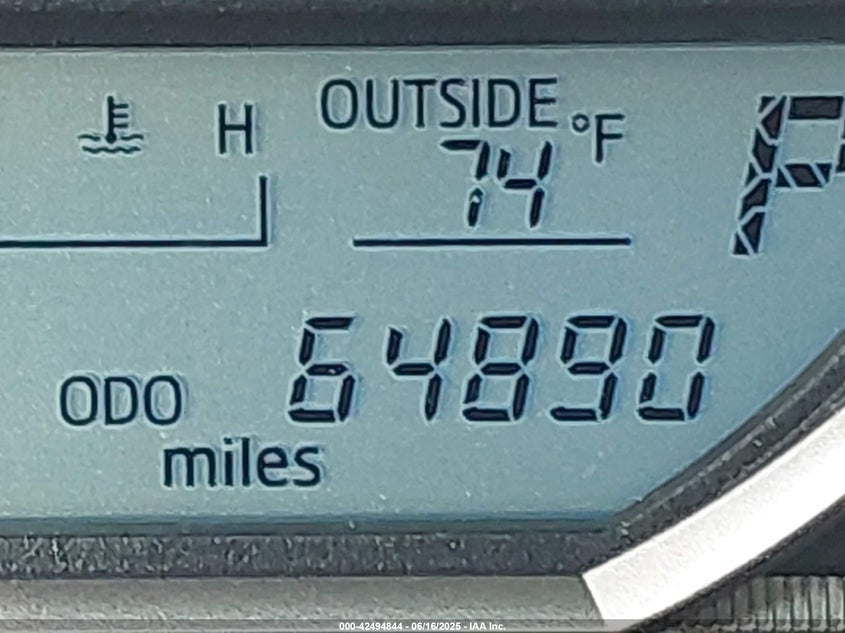 H
OUTSIDE
°F
74
P
ODO 64890
miles
000-42494844 - 06/16/2025 - IAA Inc.